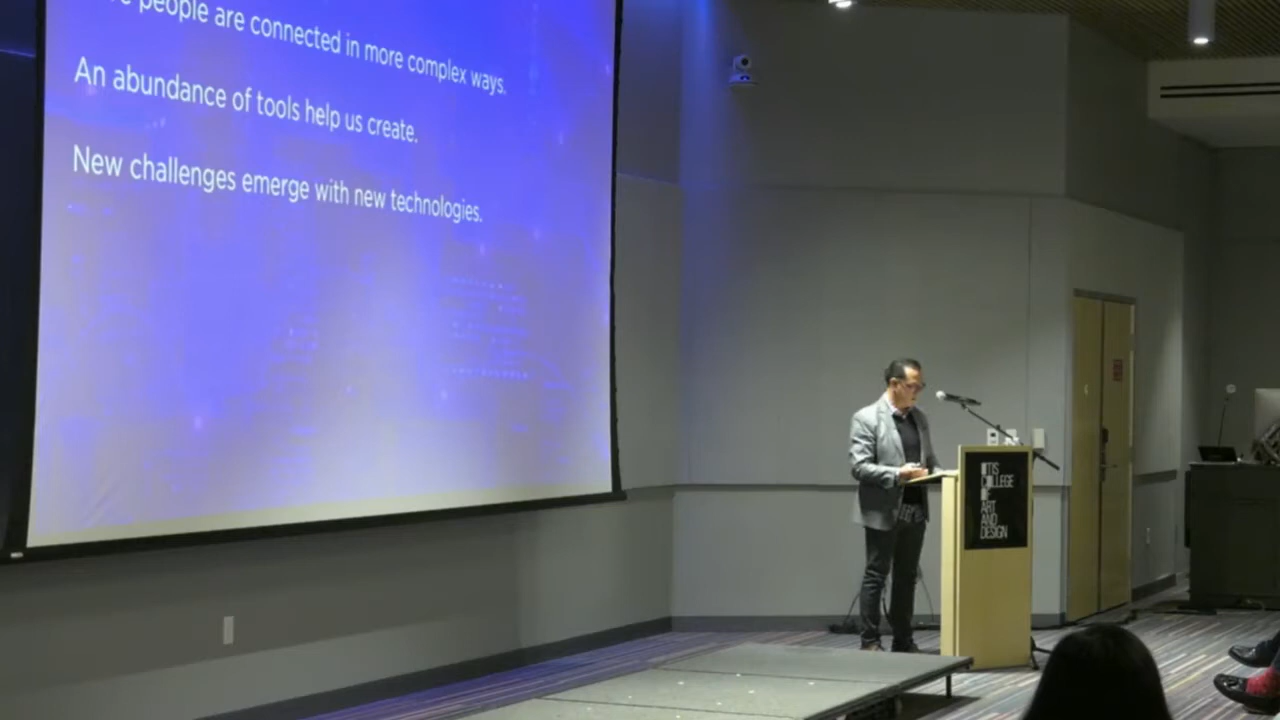 people are connected in more complex ways.
An abundance of tools help us create.
New challenges emerge with new technologies.
OTIS
COLLEGE
OF
ART
AND
DESIGN